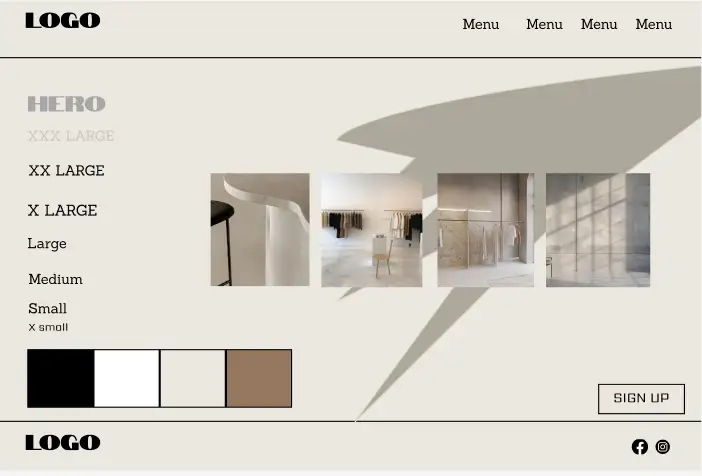 LOGO
Menu Menu Menu Menu
HERO
XXX LARGE
XX LARGE
X LARGE
Large
Medium
Small
X small
SIGN UP
LOGO